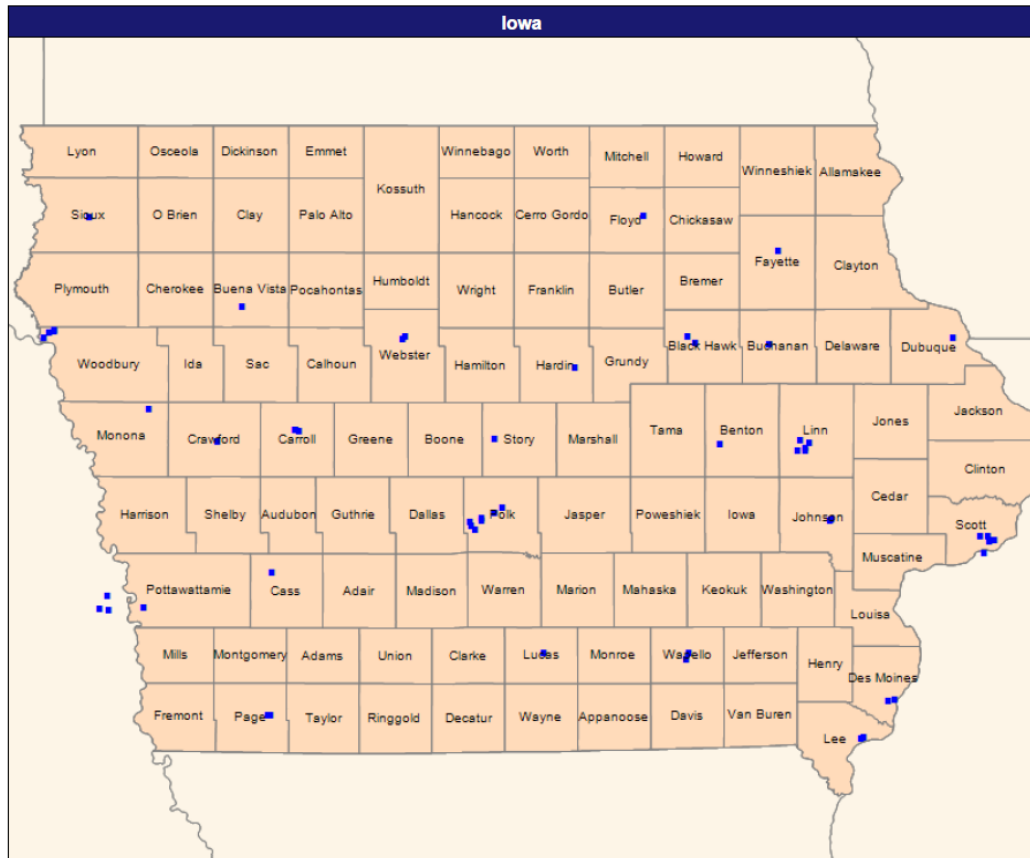 Iowa
Lyon
Osceola
Dickinson
Emmet
Winnebago
Worth
Mitchell
Howard
Winneshiek
Allamakee
Kossuth
Sioux
O Brien
Clay
Palo Alto
Hancock
Cerro Gordo
Floyd
Chickasaw
Fayette
Clayton
Plymouth
Cherokee
Buena Vista
Pocahontas
Humboldt
Wright
Franklin
Butler
Bremer
Woodbury
Ida
Sac
Calhoun
Webster
Hamilton
Hardin
Grundy
Black Hawk
Buchanan
Delaware
Dubuque
Monona
Crawford
Carroll
Greene
Boone
Story
Marshall
Tama
Benton
Linn
Jones
Jackson
Clinton
Harrison
Shelby
Audubon
Guthrie
Dallas
Polk
Jasper
Poweshiek
Iowa
Johnson
Cedar
Scott
Muscatine
Pottawattamie
Cass
Adair
Madison
Warren
Marion
Mahaska
Keokuk
Washington
Louisa
Mills
Montgomery
Adams
Union
Clarke
Lucas
Monroe
Wapello
Jefferson
Henry
Des Moines
Fremont
Page
Taylor
Ringgold
Decatur
Wayne
Appanoose
Davis
Van Buren
Lee